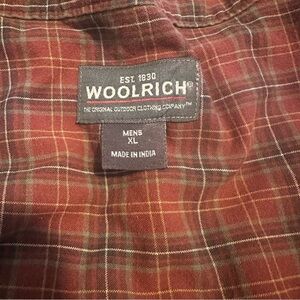 EST. 1830
WOOLRICH®
THE ORIGINAL OUTDOOR CLOTHING COMPANY™
MENS
XL
MADE IN INDIA